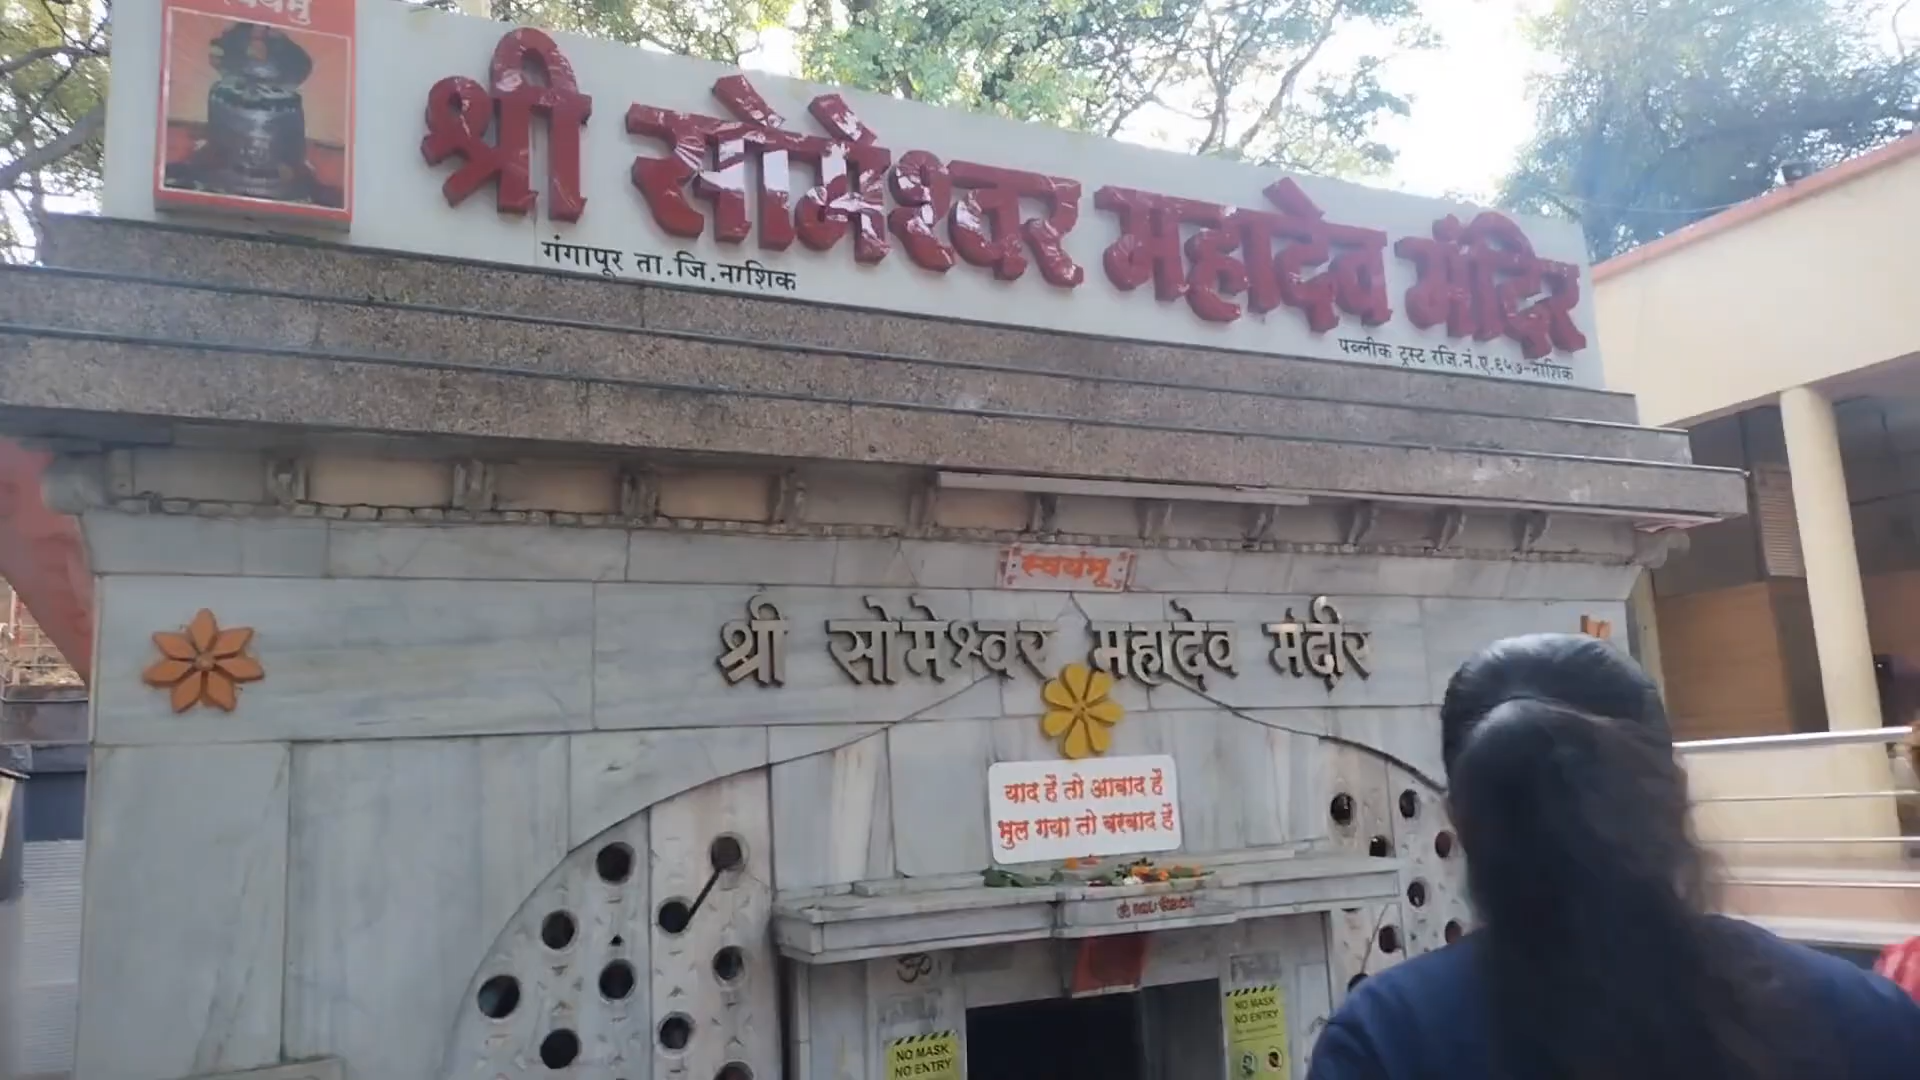 स्वयंभू
श्री सोमेश्वर महादेव मंदिर
गंगापूर ता.जि.नाशिक
पब्लीक ट्रस्ट रजि.नं.ए.६५७-नाशिक
स्वयंभू
श्री सोमेश्वर महादेव मंदीर
याद है तो आबाद है
भुल गया तो बरबाद है
ॐ
NO MASK
NO ENTRY
NO MASK
NO ENTRY